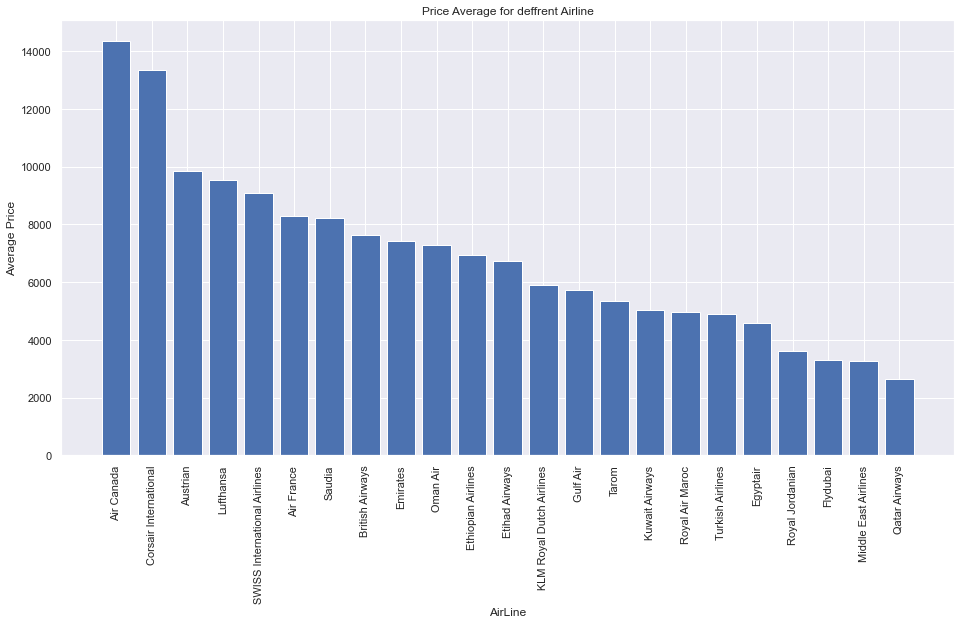 Price Average for deffrent Airline
Average Price
14000
12000
10000
8000
6000
4000
2000
0
Air Canada
Corsair International
Austrian
Lufthansa
SWISS International Airlines
Air France
Saudia
British Airways
Emirates
Oman Air
Ethiopian Airlines
Etihad Airways
KLM Royal Dutch Airlines
Gulf Air
Tarom
Kuwait Airways
Royal Air Maroc
Turkish Airlines
Egyptair
Royal Jordanian
Flydubai
Middle East Airlines
Qatar Airways
AirLine